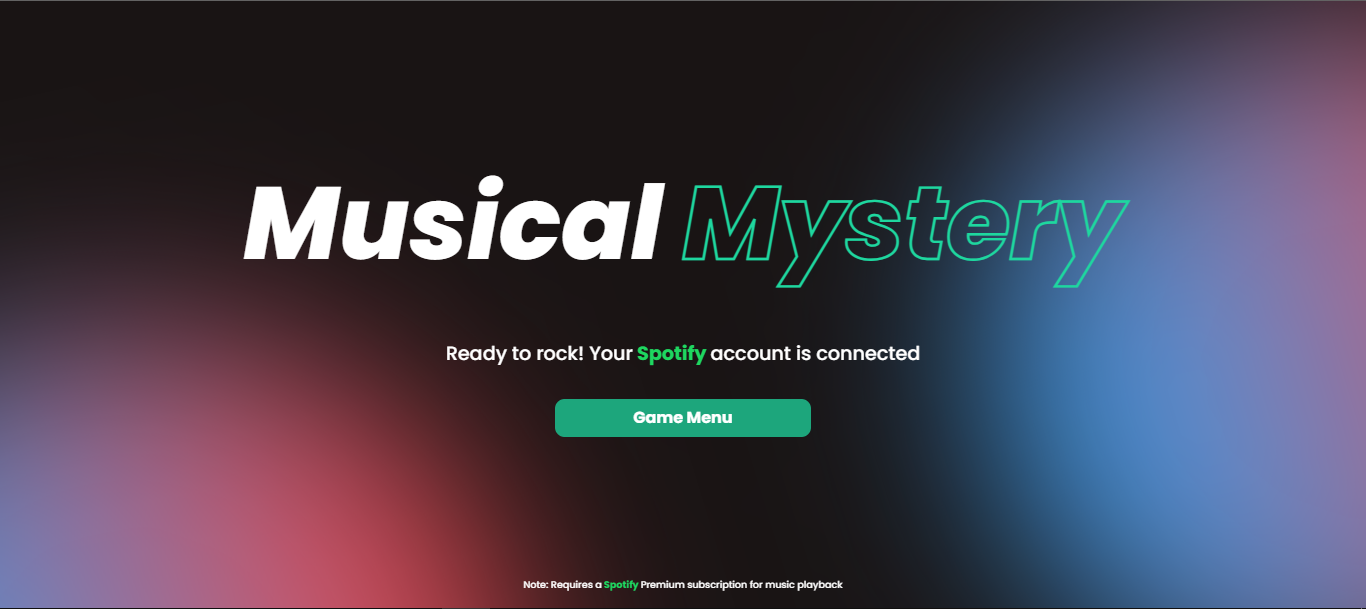 Musical Mystery
Ready to rock! Your Spotify account is connected
Game Menu
Note: Requires a Spotify Premium subscription for music playback